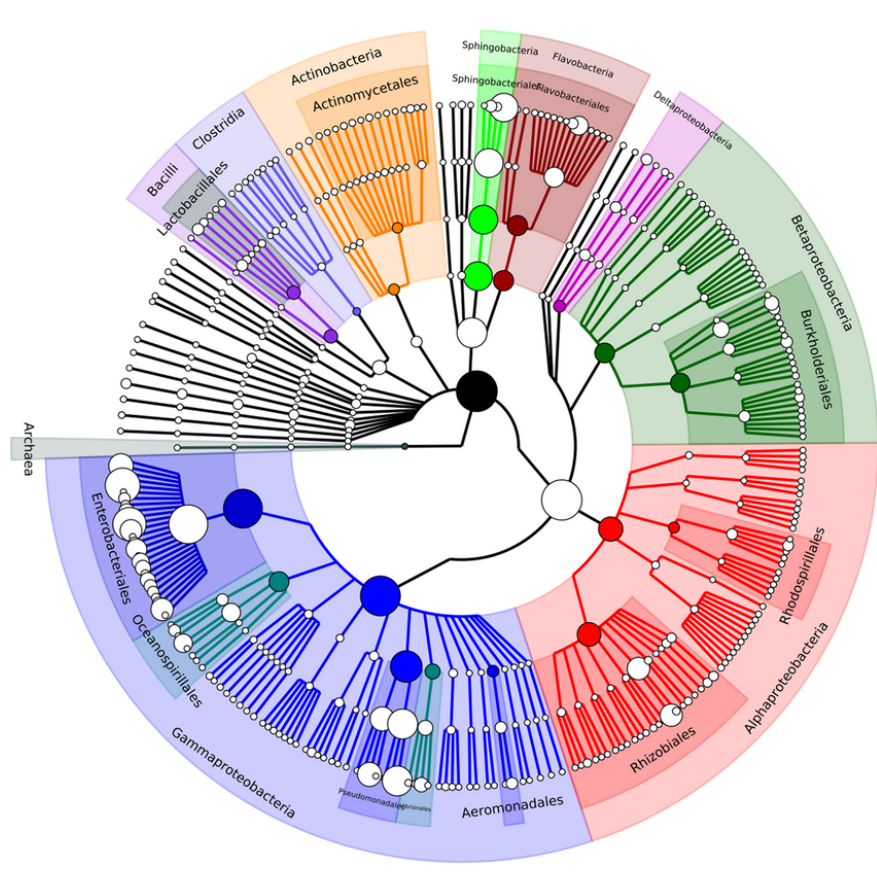 Actinobacteria
Actinomycetales
Clostridia
Bacilli
Lactobacillales
Sphingobacteria
Sphingobacteriales
Flavobacteria
Flavobacteriales
Deltaproteobacteria
Betaproteobacteria
Burkholderiales
Archaea
Enterobacteriales
Oceanospirillales
Gammaproteobacteria
Pseudomonadales
Aeromonadales
Rhizobiales
Alphaproteobacteria
Rhodospirillales